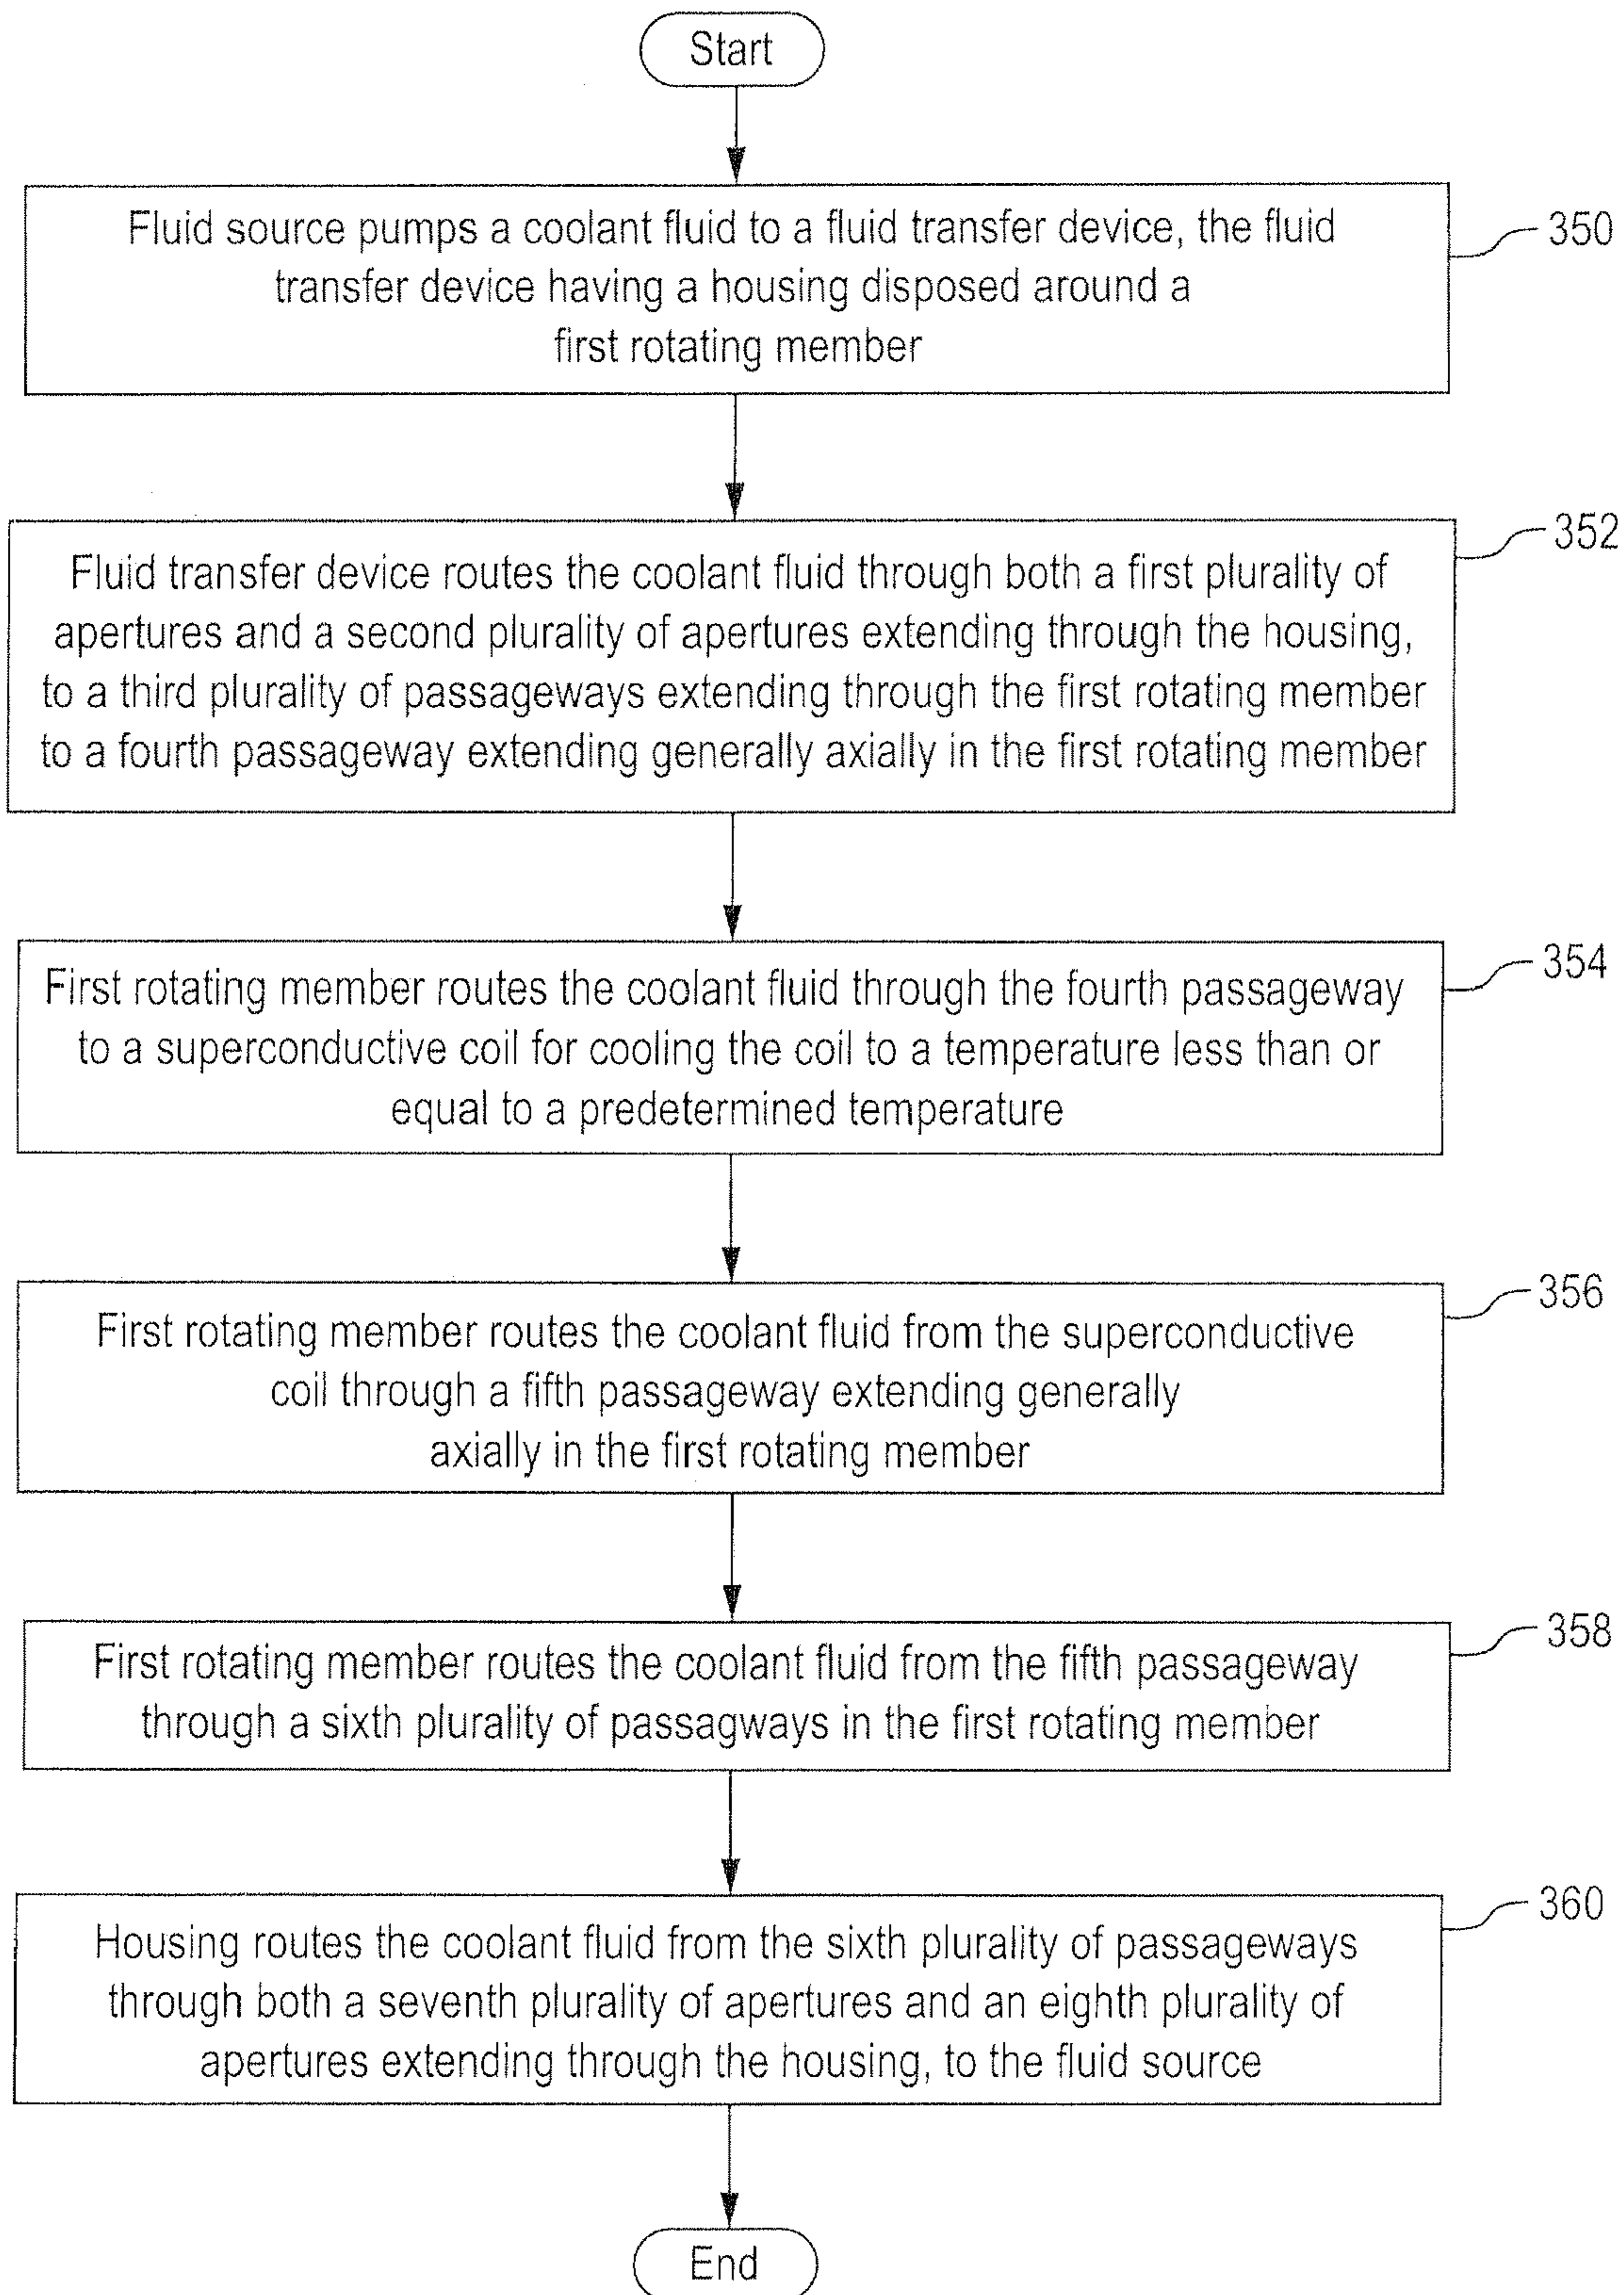 Start
Fluid source pumps a coolant fluid to a fluid transfer device, the fluid
transfer device having a housing disposed around a
first rotating member
350
Fluid transfer device routes the coolant fluid through both a first plurality of
apertures and a second plurality of apertures extending through the housing,
to a third plurality of passageways extending through the first rotating member
to a fourth passageway extending generally axially in the first rotating member
352
First rotating member routes the coolant fluid through the fourth passageway
to a superconductive coil for cooling the coil to a temperature less than or
equal to a predetermined temperature
354
First rotating member routes the coolant fluid from the superconductive
coil through a fifth passageway extending generally
axially in the first rotating member
356
First rotating member routes the coolant fluid from the fifth passageway
through a sixth plurality of passagways in the first rotating member
358
Housing routes the coolant fluid from the sixth plurality of passageways
through both a seventh plurality of apertures and an eighth plurality of
apertures extending through the housing, to the fluid source
360
End